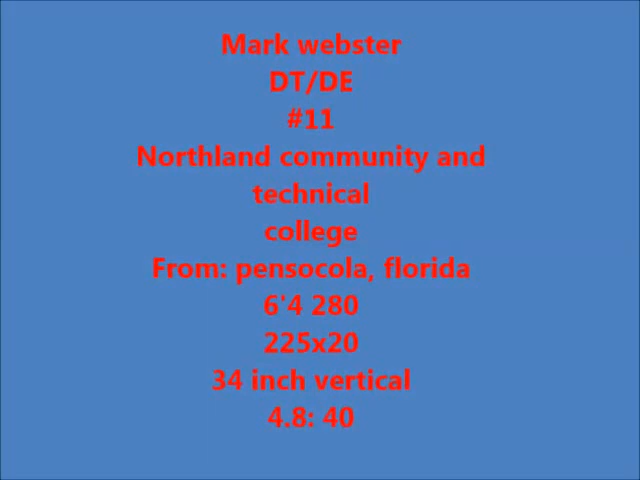 Mark webster
DT/DE
#11
Northland community and
technical
college
From: pensocola, florida
6'4 280
225x20
34 inch vertical
4.8: 40